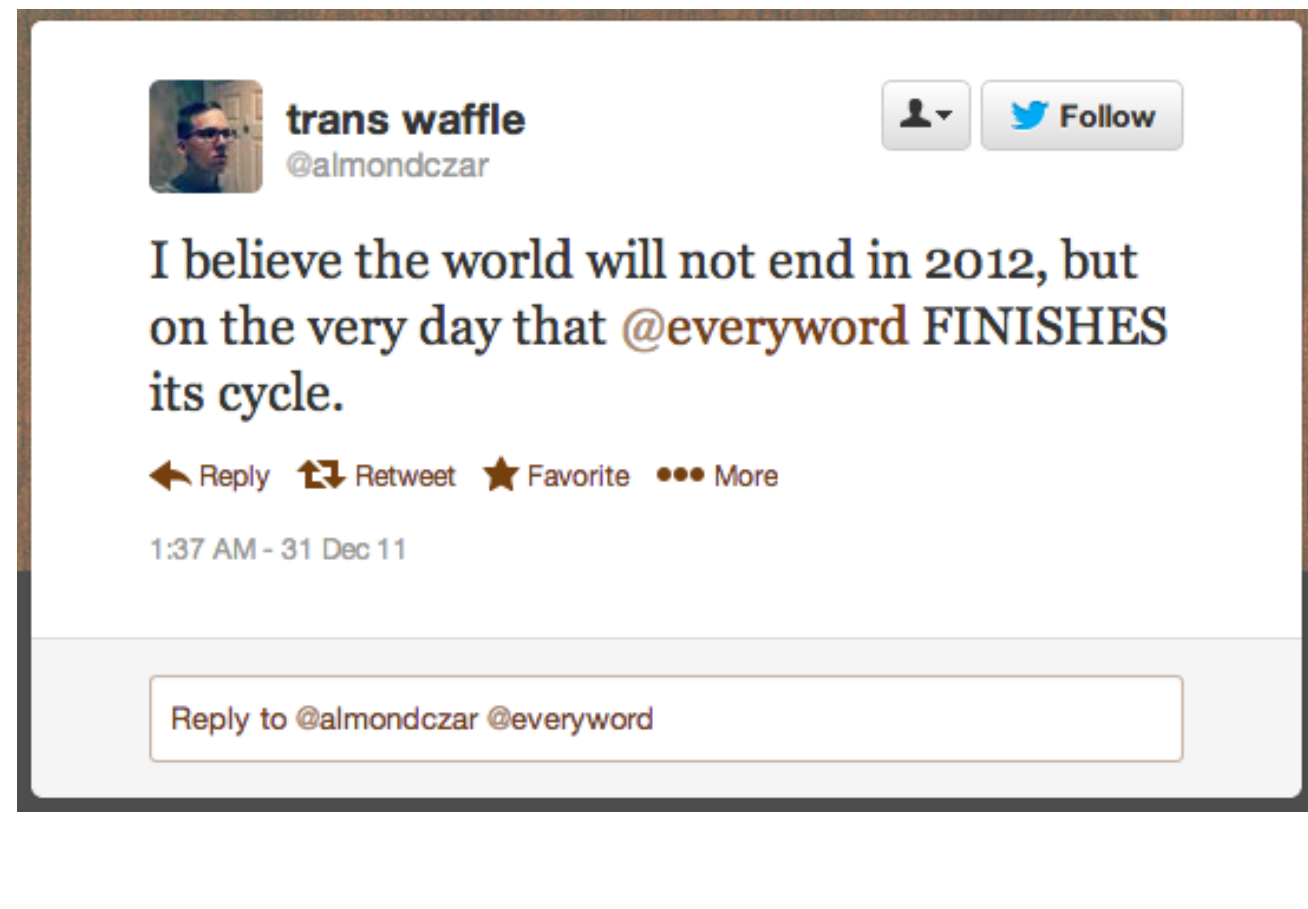 trans waffle
@almondczar
Follow
I believe the world will not end in 2012, but
on the very day that @everyword FINISHES
its cycle.
Reply Retweet Favorite More
1:37 AM - 31 Dec 11
Reply to @almondczar @everyword